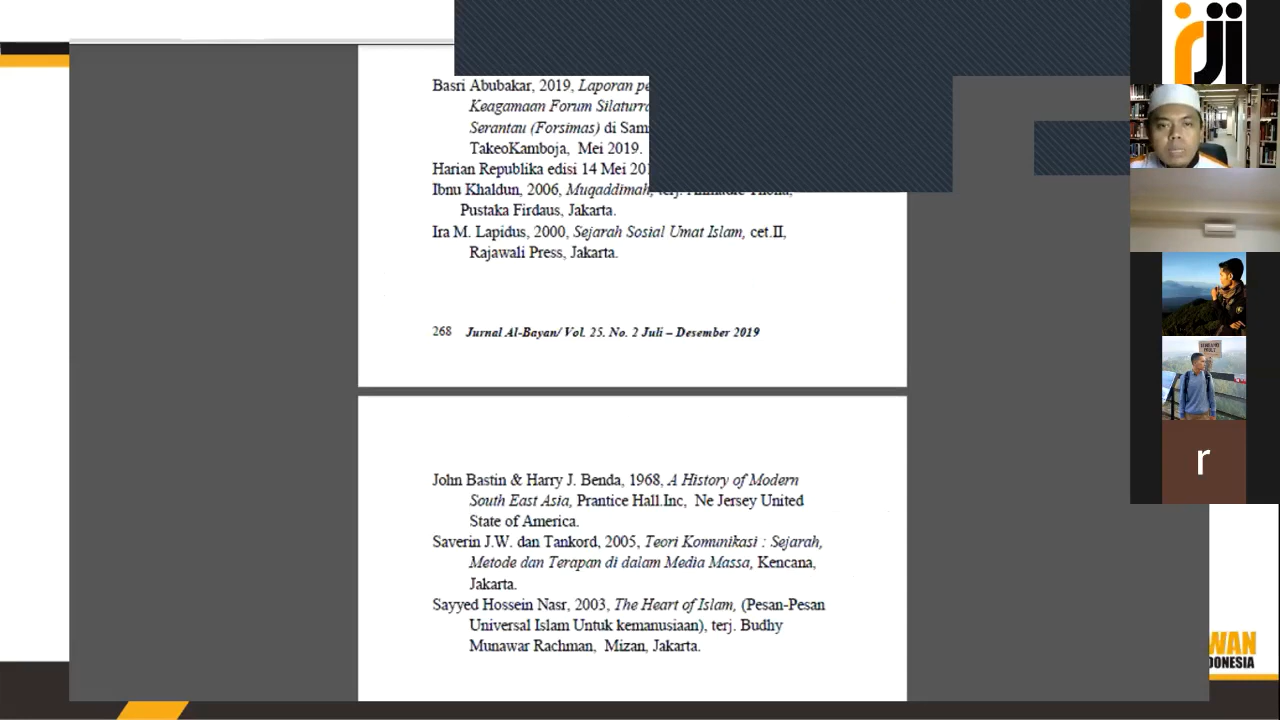 Basri Abubakar, 2019, Laporan pe
Keagamaan Forum Silaturra
Serantau (Forsimas) di Sam
TakeoKamboja, Mei 2019.
Harian Republika edisi 14 Mei 201
Ibnu Khaldun, 2006, Muqaddimah,
Pustaka Firdaus, Jakarta.
Ira M. Lapidus, 2000, Sejarah Sosial Umat Islam, cet.II,
Rajawali Press, Jakarta.
268 Jurnal Al-Bayan/ Vol. 25. No. 2 Juli – Desember 2019
John Bastin & Harry J. Benda, 1968, A History of Modern
South East Asia, Prantice Hall.Inc, Ne Jersey United
State of America.
Saverin J.W. dan Tankord, 2005, Teori Komunikasi : Sejarah,
Metode dan Terapan di dalam Media Massa, Kencana,
Jakarta.
Sayyed Hossein Nasr, 2003, The Heart of Islam, (Pesan-Pesan
Universal Islam Untuk kemanusiaan), terj. Budhy
Munawar Rachman, Mizan, Jakarta.
rji
r
WAN
DONESIA